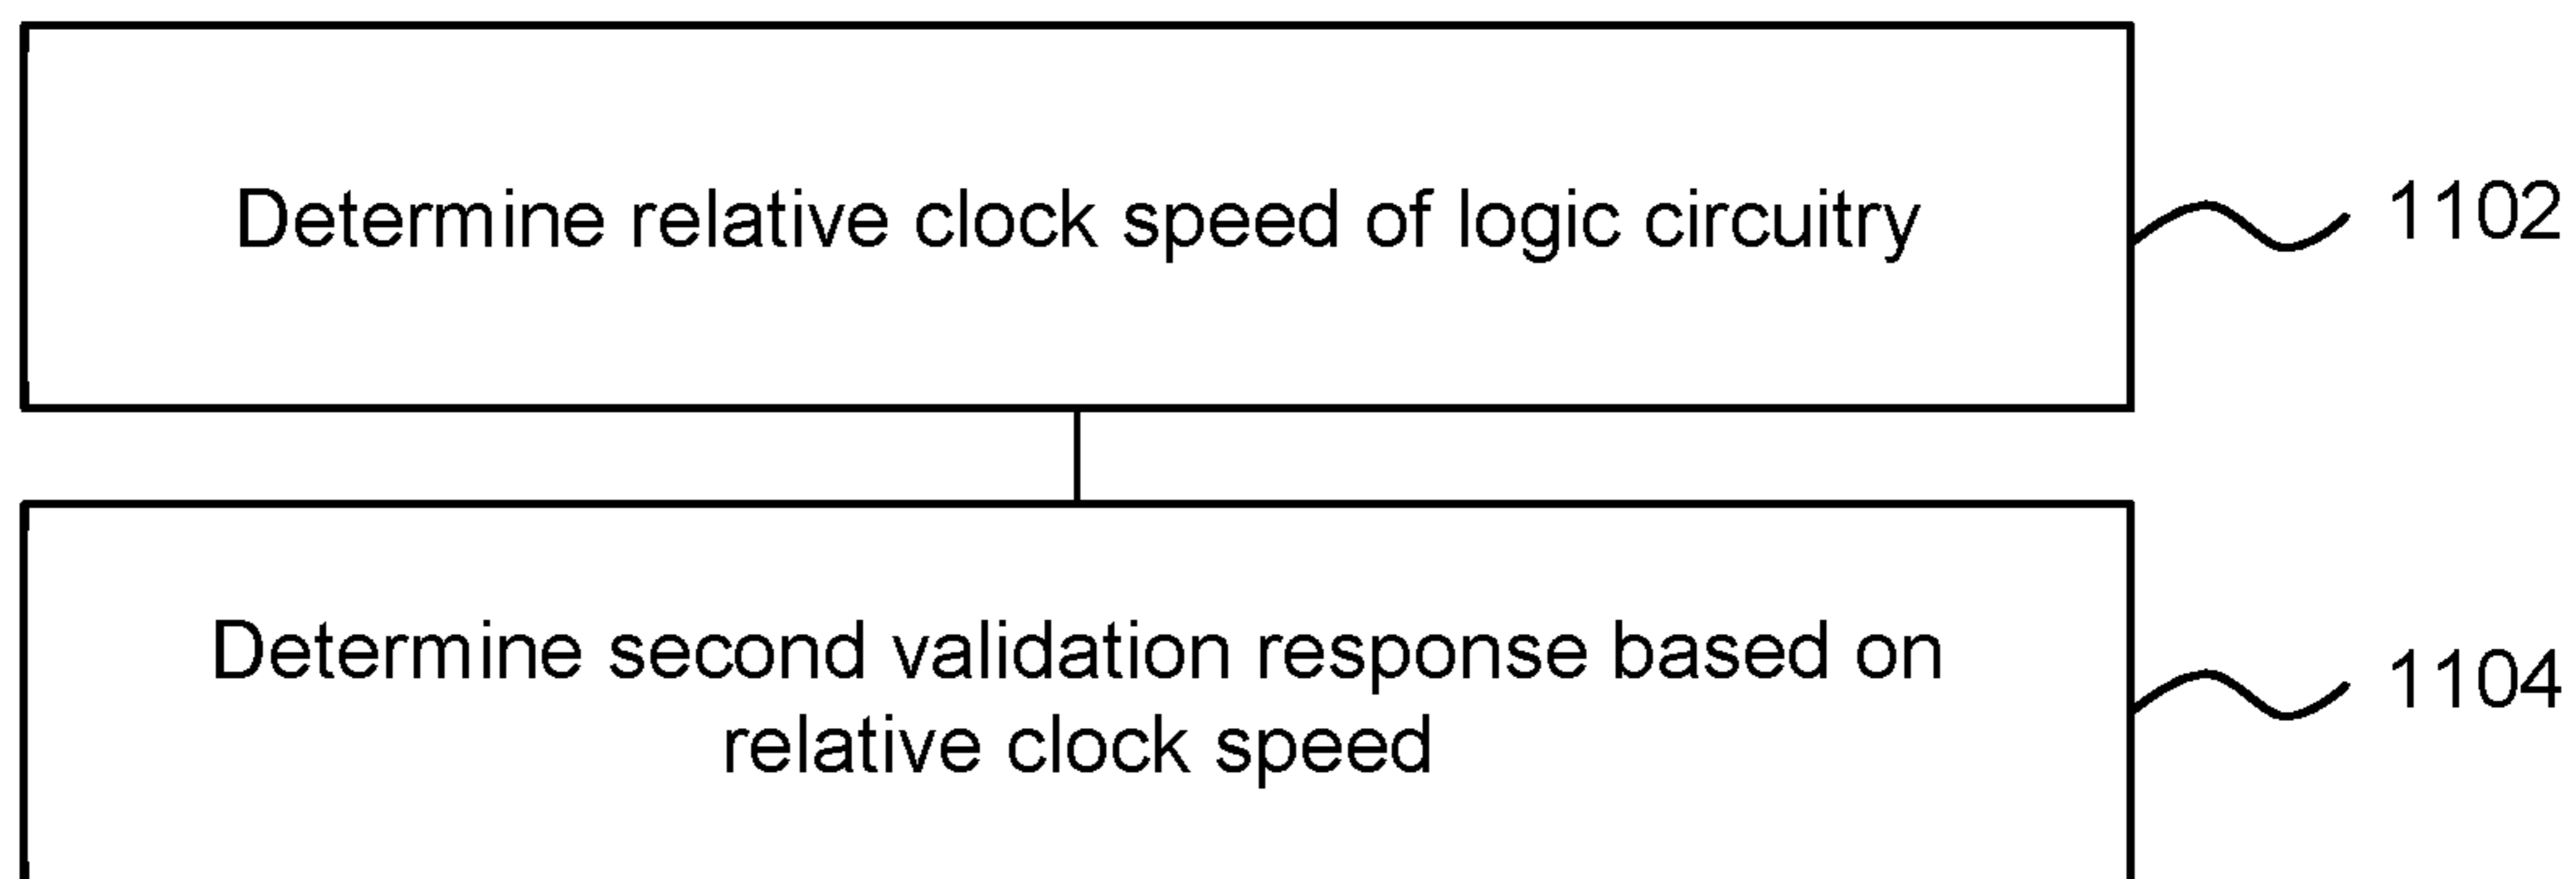 Determine relative clock speed of logic circuitry
1102
Determine second validation response based on
relative clock speed
1104